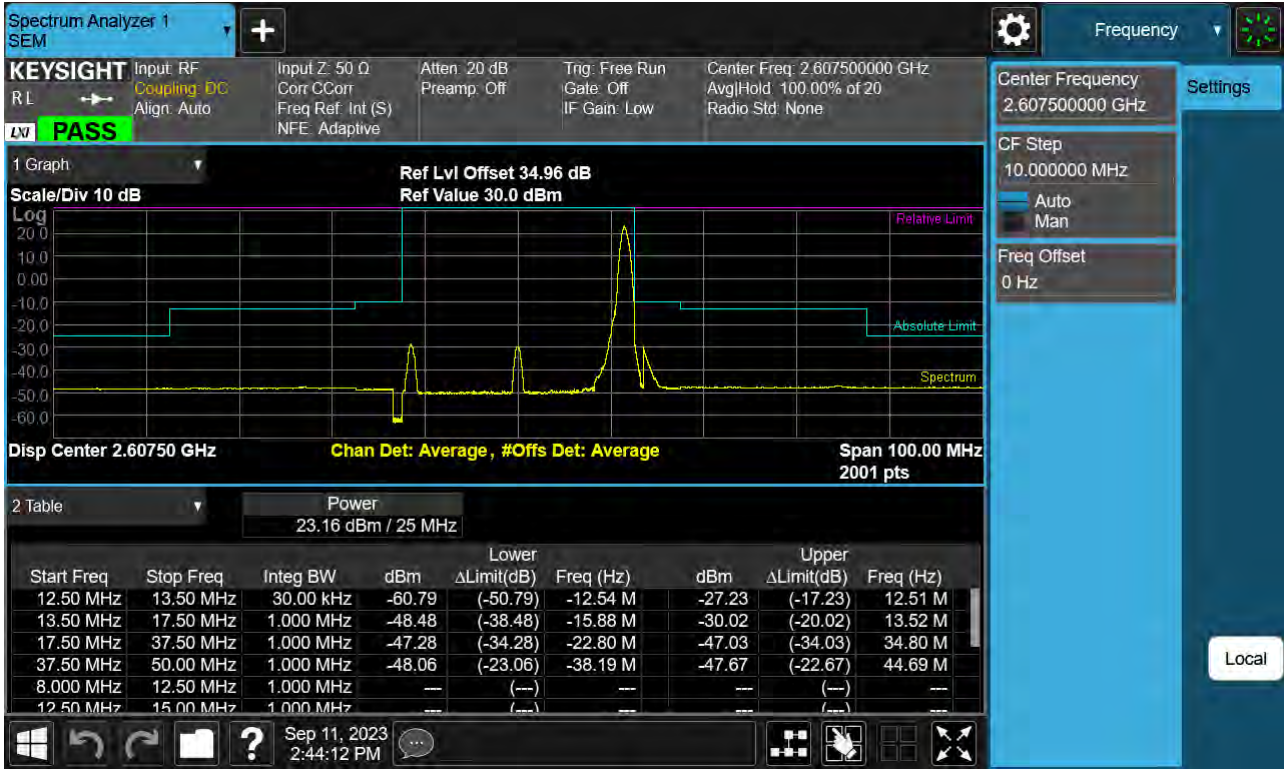 Spectrum Analyzer 1
SEM
Frequency
KEYSIGHT
R L
LXI
PASS
Input: RF
Coupling: DC
Align: Auto
Input Z: 50 Ω
Corr CCorr
Freq Ref: Int (S)
NFE: Adaptive
Atten: 20 dB
Preamp: Off
Trig: Free Run
Gate: Off
IF Gain: Low
Center Freq: 2.607500000 GHz
Avg|Hold: 100.00% of 20
Radio Std: None
Center Frequency
2.607500000 GHz
Settings
CF Step
10.000000 MHz
Auto
Man
Freq Offset
0 Hz
Local
1 Graph
Scale/Div 10 dB
Ref Lvl Offset 34.96 dB
Ref Value 30.0 dBm
Log
20.0
10.0
0.00
-10.0
-20.0
-30.0
-40.0
-50.0
-60.0
Relative Limit
Absolute Limit
Spectrum
Disp Center 2.60750 GHz
Chan Det: Average, #Offs Det: Average
Span 100.00 MHz
2001 pts
2 Table
Power
23.16 dBm / 25 MHz
Lower Upper
Start Freq Stop Freq Integ BW dBm ΔLimit(dB) Freq (Hz) dBm ΔLimit(dB) Freq (Hz)
12.50 MHz 13.50 MHz 30.00 kHz -60.79 (-50.79) -12.54 M -27.23 (-17.23) 12.51 M
13.50 MHz 17.50 MHz 1.000 MHz -48.48 (-38.48) -15.88 M -30.02 (-20.02) 13.52 M
17.50 MHz 37.50 MHz 1.000 MHz -47.28 (-34.28) -22.80 M -47.03 (-34.03) 34.80 M
37.50 MHz 50.00 MHz 1.000 MHz -48.06 (-23.06) -38.19 M -47.67 (-22.67) 44.69 M
8.000 MHz 12.50 MHz 1.000 MHz --- (---) --- --- (---) ---
12.50 MHz 15.00 MHz 1.000 MHz --- (---) --- --- (---) ---
Sep 11, 2023
2:44:12 PM